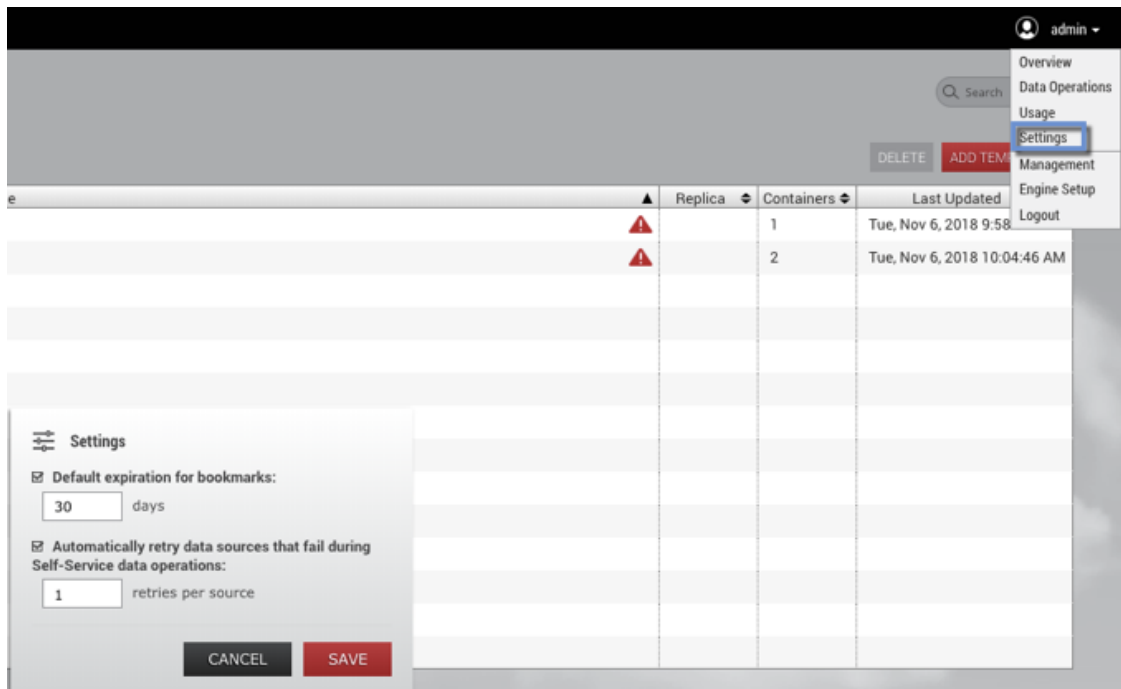 admin
Overview
Data Operations
Search
Usage
Settings
DELETE
Management
Engine Setup
Replica Containers Last Updated
Logout
1 Tue, Nov 6, 2018 9:58
2 Tue, Nov 6, 2018 10:04:46 AM
Settings
Default expiration for bookmarks:
30 days
Automatically retry data sources that fail during
Self-Service data operations:
1 retries per source
CANCEL SAVE